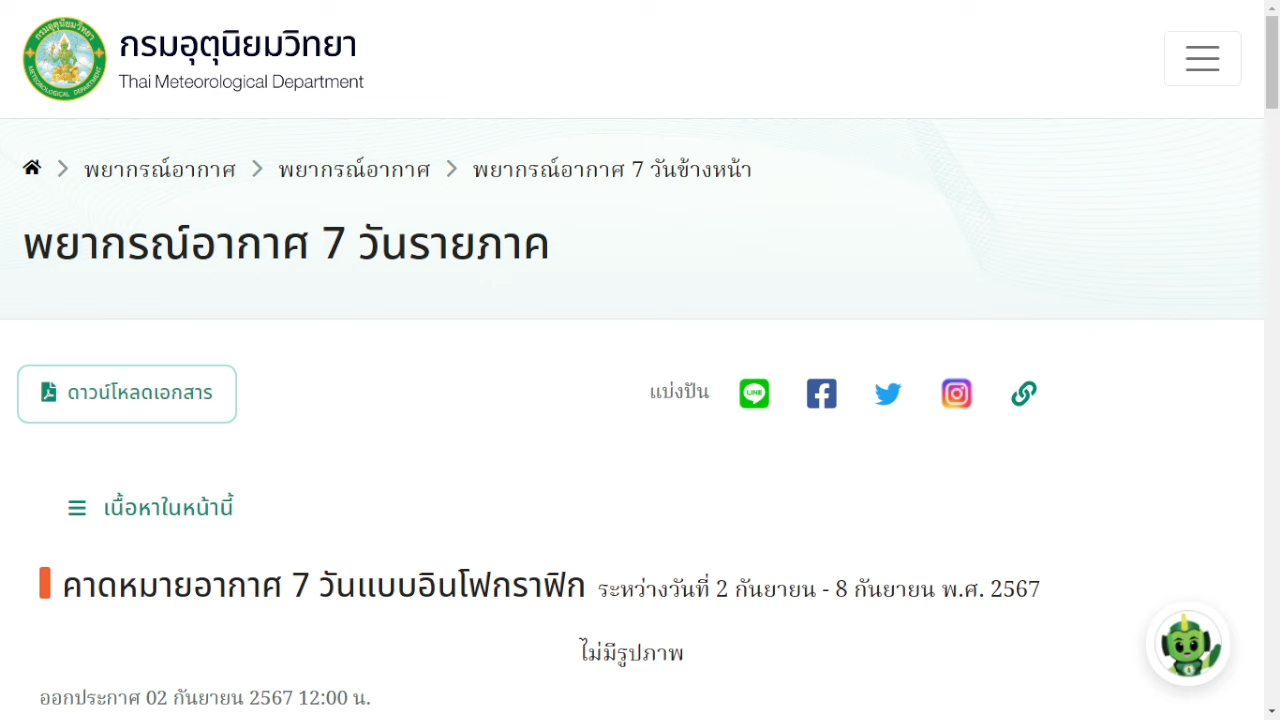 กรมอุตุนิยมวิทยา
Thai Meteorological Department
พยากรณ์อากาศ
พยากรณ์อากาศ
พยากรณ์อากาศ 7 วันข้างหน้า
พยากรณ์อากาศ 7 วันรายภาค
ดาวน์โหลดเอกสาร
แบ่งปัน
LINE
เนื้อหาในหน้านี้
คาดหมายอากาศ 7 วันแบบอินโฟกราฟิก ระหว่างวันที่ 2 กันยายน - 8 กันยายน พ.ศ. 2567
ไม่มีรูปภาพ
ออกประกาศ 02 กันยายน 2567 12:00 น.